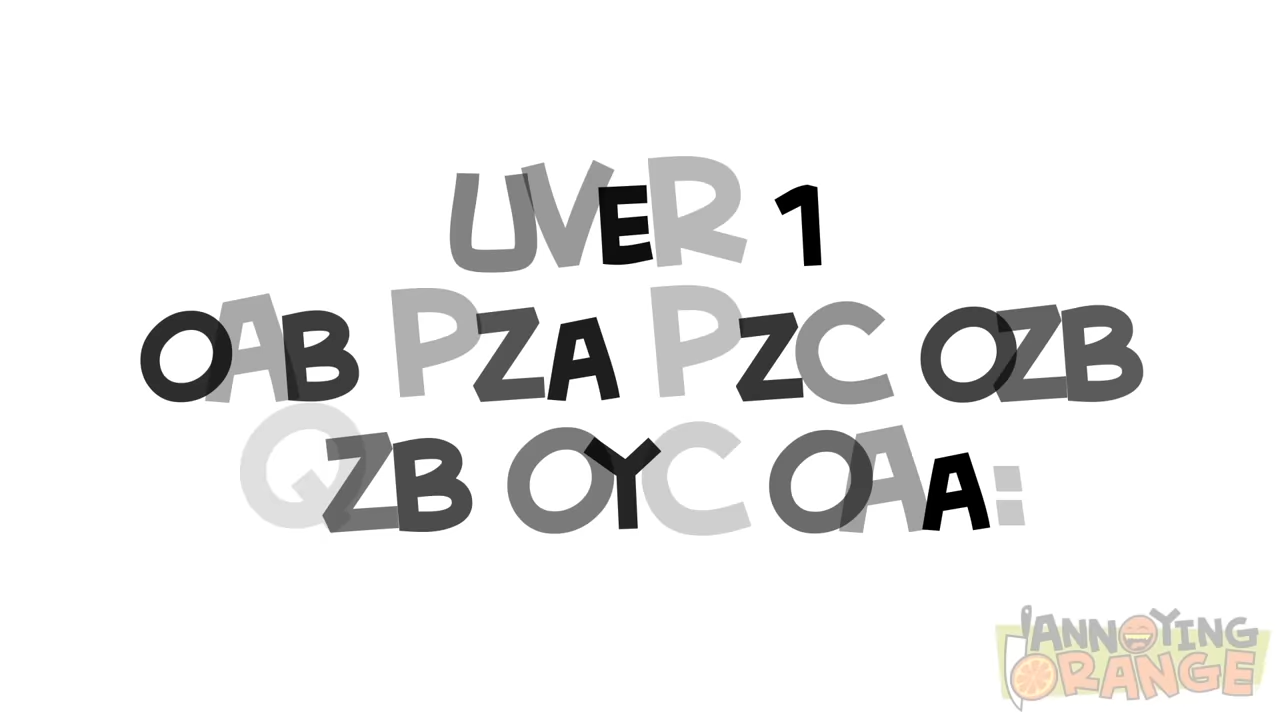 UVER 1
OAB PZA PZC OZB
QZB OYC OAA:
ANNOYING
ORANGE